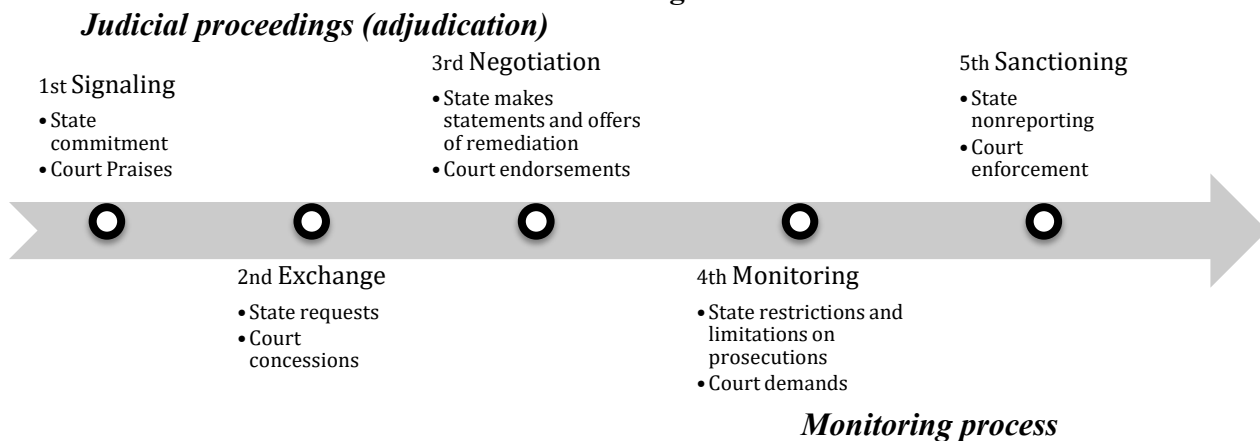 Judicial proceedings (adjudication)
1st Signaling
• State
commitment
• Court Praises
2nd Exchange
• State requests
• Court
concessions
3rd Negotiation
• State makes
statements and offers
of remediation
• Court endorsements
4th Monitoring
• State restrictions and
limitations on
prosecutions
• Court demands
5th Sanctioning
• State
nonreporting
• Court
enforcement
Monitoring process